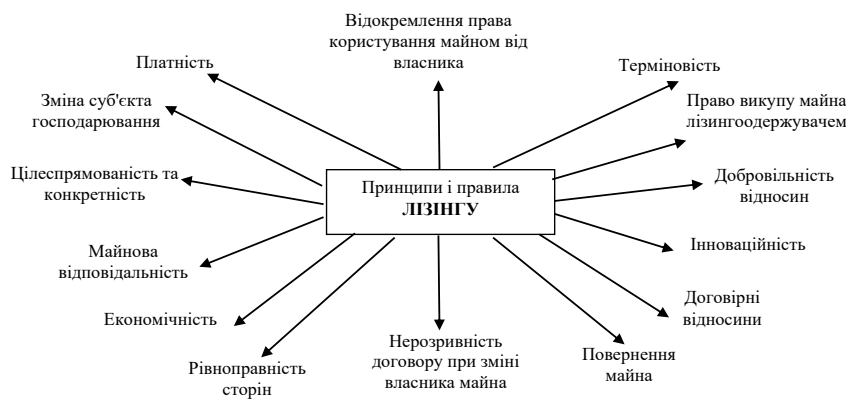 Відокремлення права
користування майном від
власника
Платність
Терміновість
Зміна суб'єкта
господарювання
Право викупу майна
лізингоодержувачем
Цілеспрямованість та
конкретність
Принципи і правила
ЛІЗІНГУ
Добровільність
відносин
Майнова
відповідальність
Інноваційність
Економічність
Договірні
відносини
Рівноправність
сторін
Нерозривність
договору при зміні
власника майна
Повернення
майна